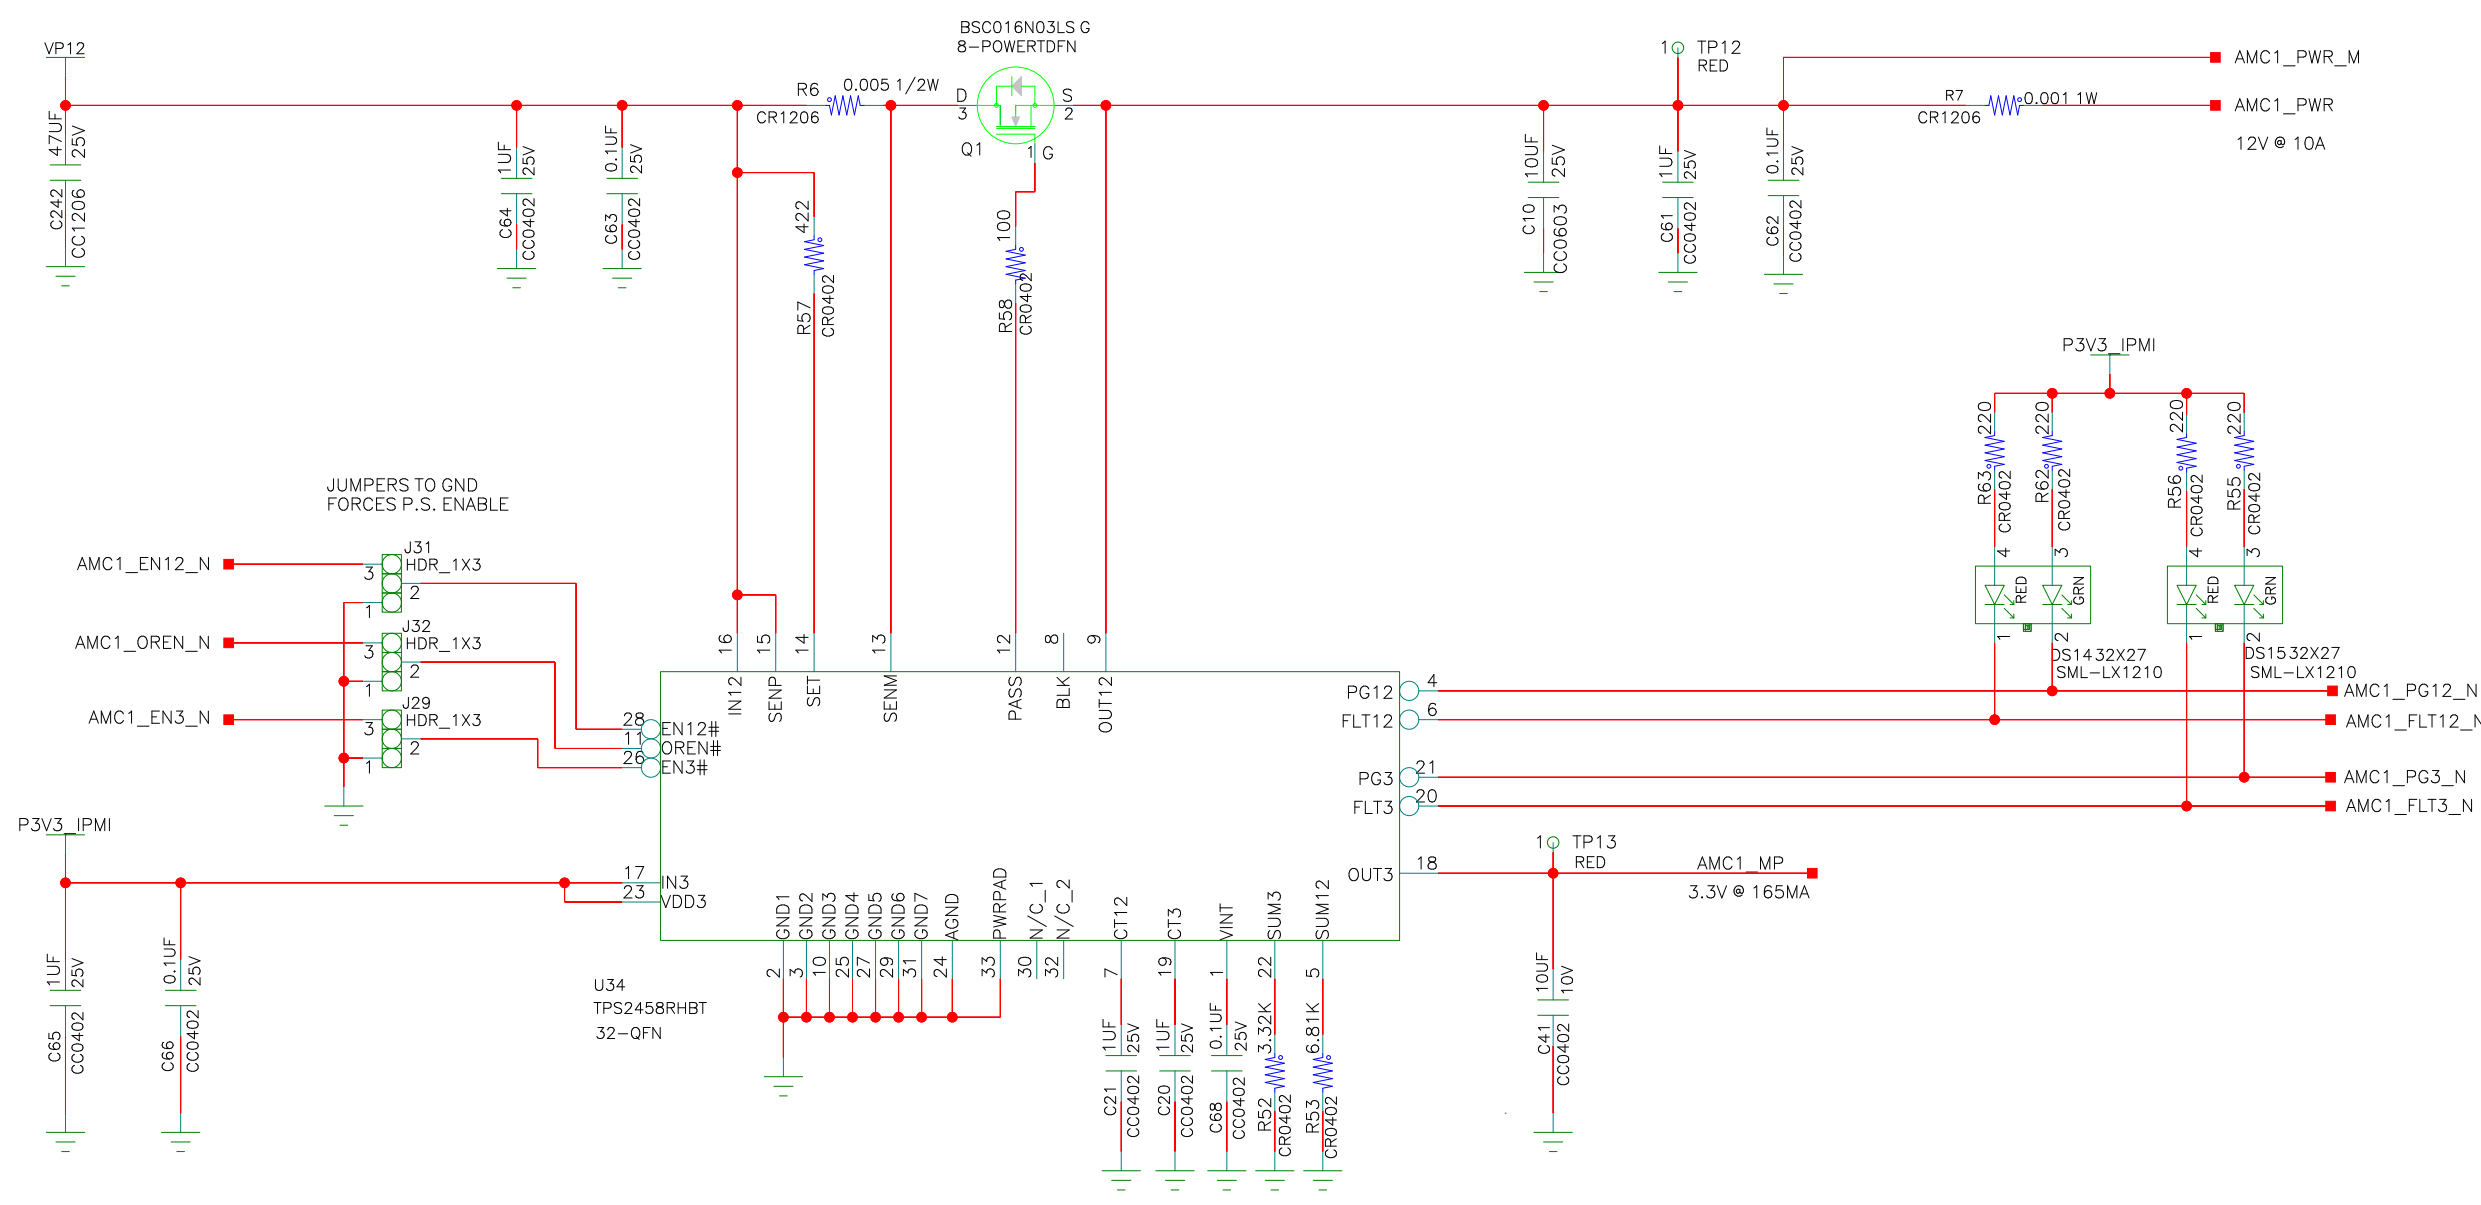 BSC016N03LS G
8-POWERTDFN
VP12
1 TP12
RED
AMC1_PWR_M
R6 0.005 1/2W
CR1206
D
3
S
2
Q1
1 G
R7 0.001 1W
CR1206
AMC1_PWR
12V @ 10A
47UF
25V
C242
CC1206
1UF
25V
C64
CC0402
0.1UF
25V
C63
CC0402
422
R57
CR0402
100
R58
CR0402
10UF
25V
C10
CC0603
1UF
25V
C61
CC0402
0.1UF
25V
C62
CC0402
P3V3_IPMI
220
R63
CR0402
220
R62
CR0402
220
R56
CR0402
220
R55
CR0402
4
3
4
3
RED
GRN
RED
GRN
1
2
1
2
DS14 32X27
SML-LX1210
DS15 32X27
SML-LX1210
JUMPERS TO GND
FORCES P.S. ENABLE
AMC1_EN12_N
J31
HDR_1X3
3
2
1
AMC1_OREN_N
J32
HDR_1X3
3
2
1
AMC1_EN3_N
J29
HDR_1X3
3
2
1
16
15
14
13
12
8
9
IN12
SENP
SET
SENM
PASS
BLK
OUT12
28 EN12#
11 OREN#
26 EN3#
PG12 4 AMC1_PG12_N
FLT12 6 AMC1_FLT12_N
PG3 21 AMC1_PG3_N
FLT3 20 AMC1_FLT3_N
P3V3_IPMI
17 IN3
23 VDD3
1 TP13
RED
OUT3 18
AMC1_MP
3.3V @ 165MA
GND1
GND2
GND3
GND4
GND5
GND6
GND7
AGND
PWRPAD
N/C_1
N/C_2
CT12
CT3
VINT
SUM3
SUM12
2
3
10
25
27
29
31
24
33
30
32
7
19
1
22
5
U34
TPS2458RHBT
32-QFN
1UF
25V
C65
CC0402
0.1UF
25V
C66
CC0402
1UF
25V
C21
CC0402
1UF
25V
C20
CC0402
0.1UF
25V
C68
CC0402
3.32K
R52
CR0402
6.81K
R53
CR0402
10UF
10V
C41
CC0402